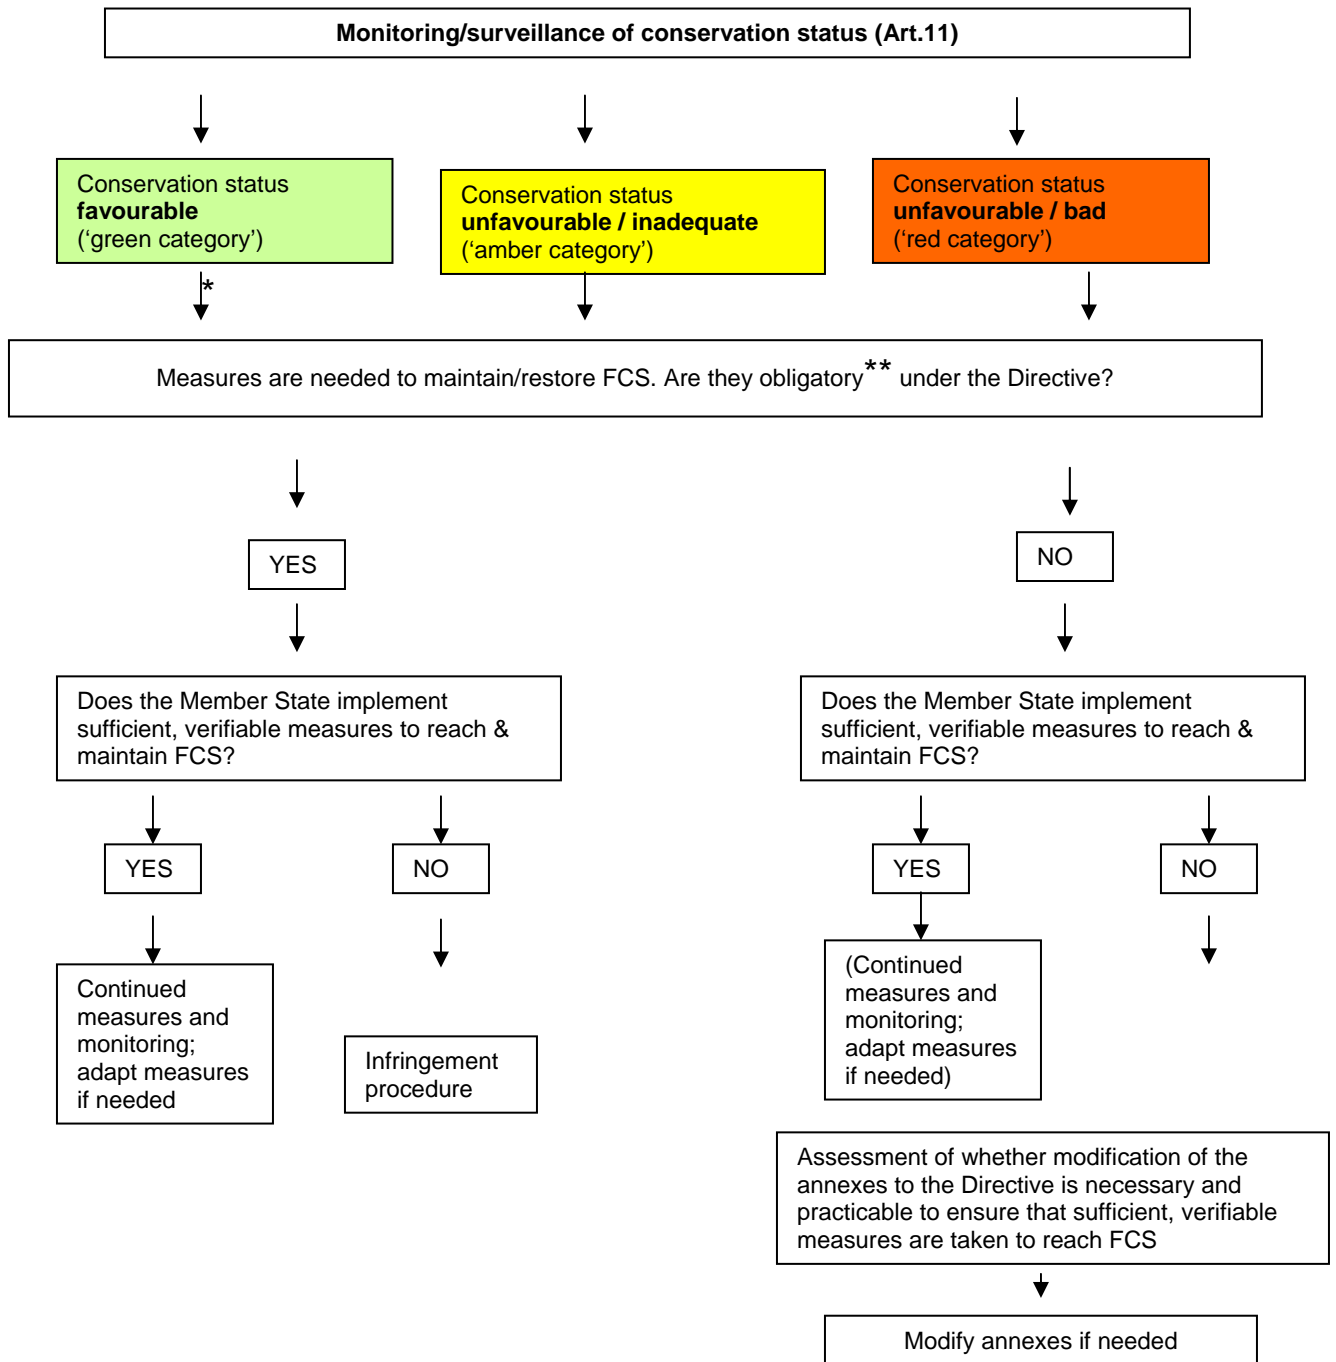 Monitoring/surveillance of conservation status (Art.11)
Conservation status
favourable
(‘green category’)
Conservation status
unfavourable / inadequate
(‘amber category’)
Conservation status
unfavourable / bad
(‘red category’)
*
Measures are needed to maintain/restore FCS. Are they obligatory** under the Directive?
YES
NO
Does the Member State implement
sufficient, verifiable measures to reach &
maintain FCS?
Does the Member State implement
sufficient, verifiable measures to reach &
maintain FCS?
YES
NO
YES
NO
Continued
measures and
monitoring;
adapt measures
if needed
Infringement
procedure
(Continued
measures and
monitoring;
adapt measures
if needed)
Assessment of whether modification of the
annexes to the Directive is necessary and
practicable to ensure that sufficient, verifiable
measures are taken to reach FCS
Modify annexes if needed